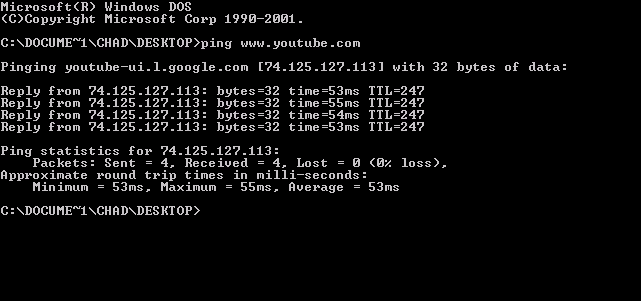 Microsoft(R) Windows DOS
(C)Copyright Microsoft Corp 1990-2001.
C:\DOCUME~1\CHAD\DESKTOP>ping www.youtube.com
Pinging youtube-ui.l.google.com [74.125.127.113] with 32 bytes of data:
Reply from 74.125.127.113: bytes=32 time=53ms TTL=247
Reply from 74.125.127.113: bytes=32 time=55ms TTL=247
Reply from 74.125.127.113: bytes=32 time=54ms TTL=247
Reply from 74.125.127.113: bytes=32 time=53ms TTL=247
Ping statistics for 74.125.127.113:
    Packets: Sent = 4, Received = 4, Lost = 0 (0% loss),
Approximate round trip times in milli-seconds:
    Minimum = 53ms, Maximum = 55ms, Average = 53ms
C:\DOCUME~1\CHAD\DESKTOP>